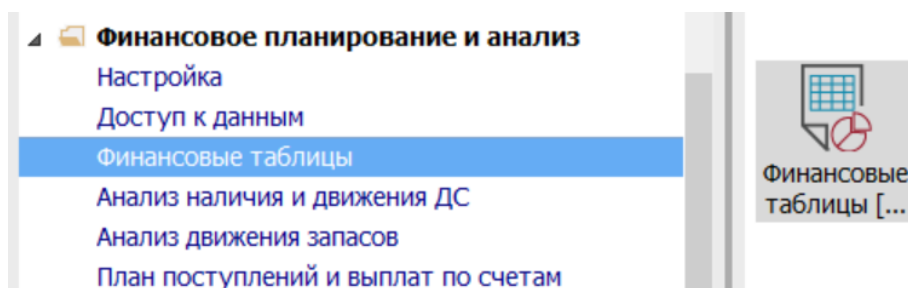 Финансовое планирование и анализ
Настройка
Доступ к данным
Финансовые таблицы
Анализ наличия и движения ДС
Анализ движения запасов
План поступлений и выплат по счетам
Финансовые
таблицы [...